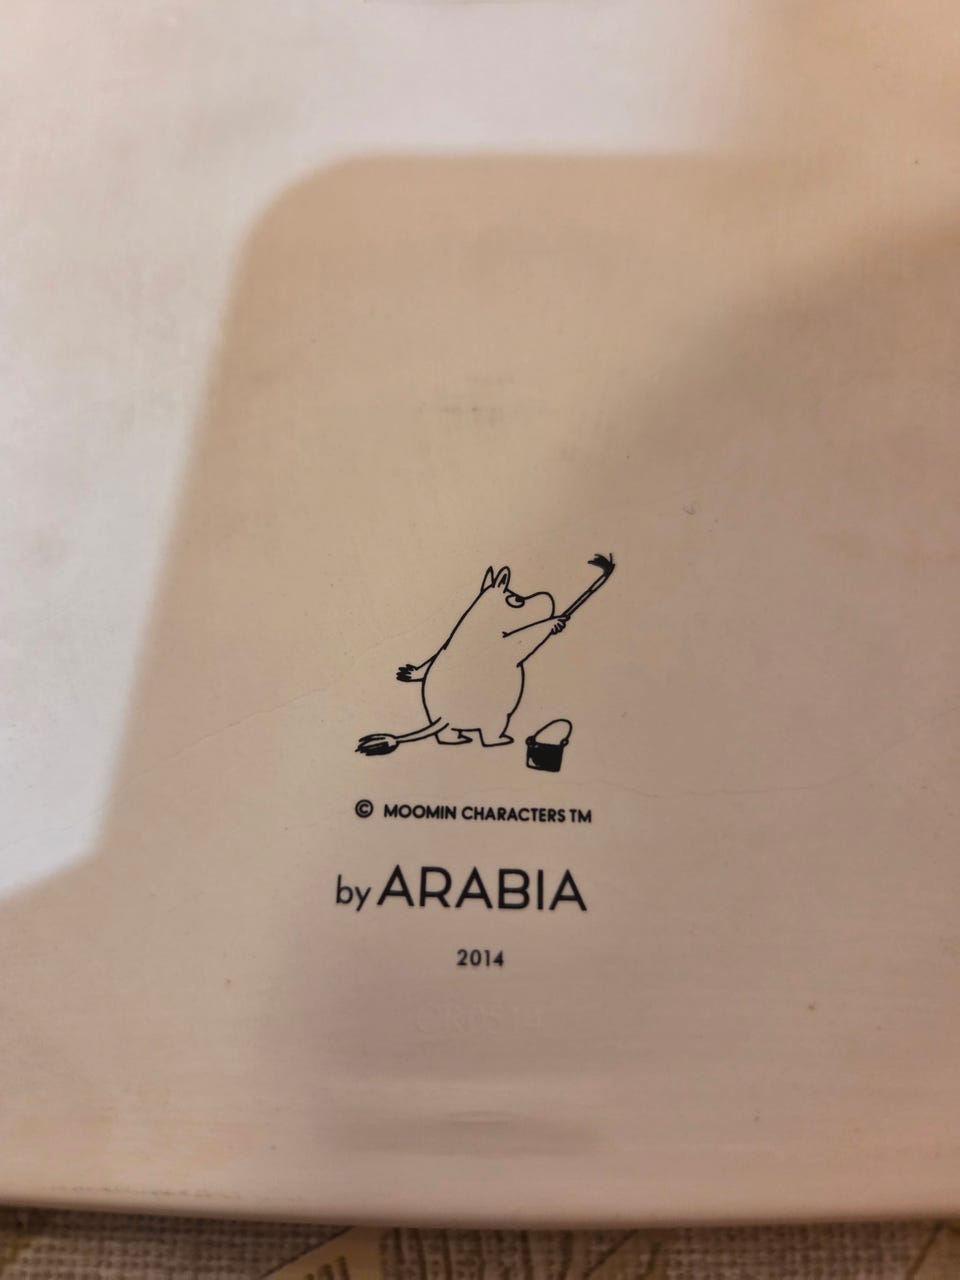 © MOOMIN CHARACTERS TM
by ARABIA
2014